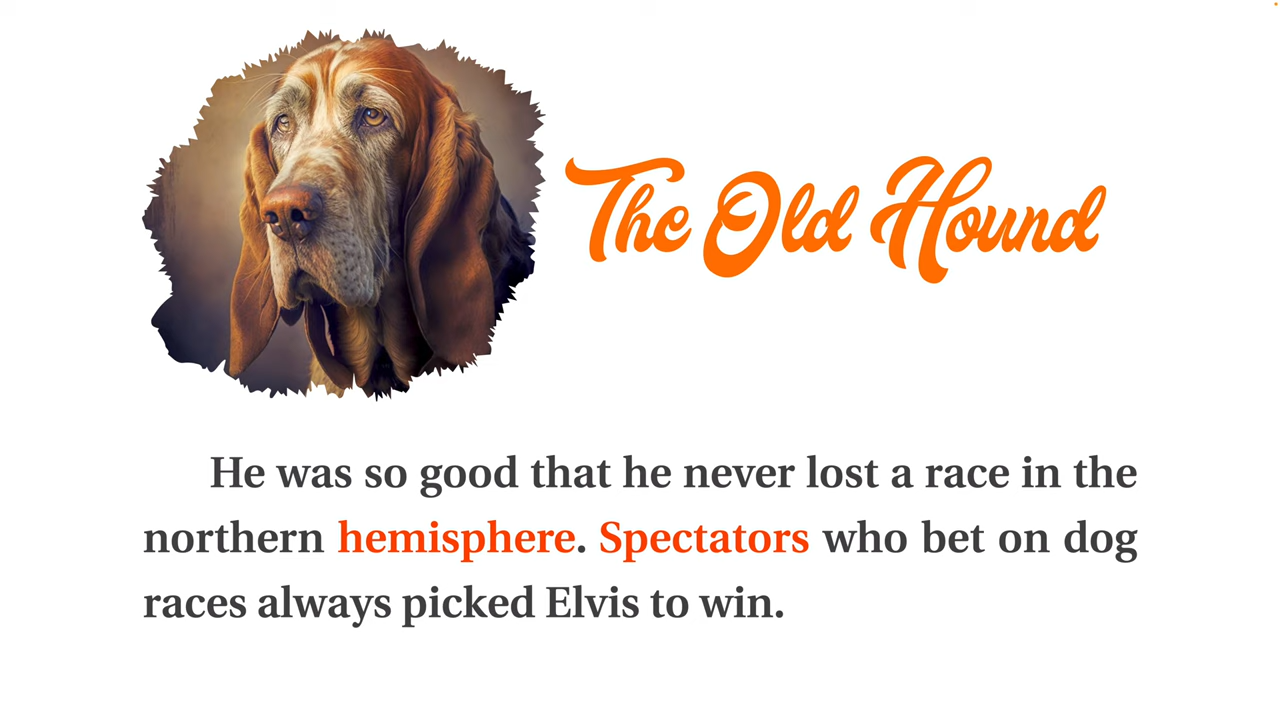 The Old Hound
He was so good that he never lost a race in the
northern hemisphere. Spectators who bet on dog
races always picked Elvis to win.